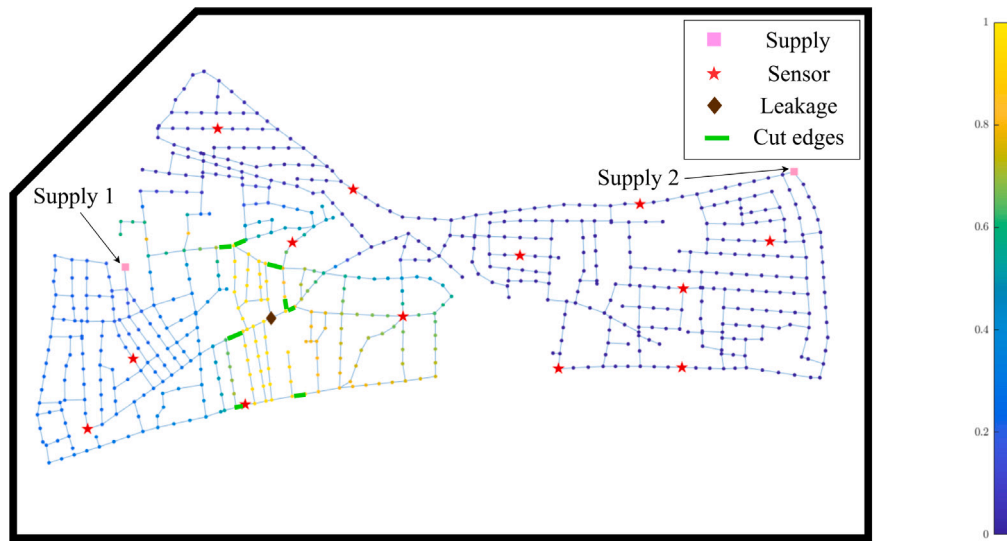 Supply
Sensor
Leakage
Cut edges
Supply 1
Supply 2
1
0.8
0.6
0.4
0.2
0